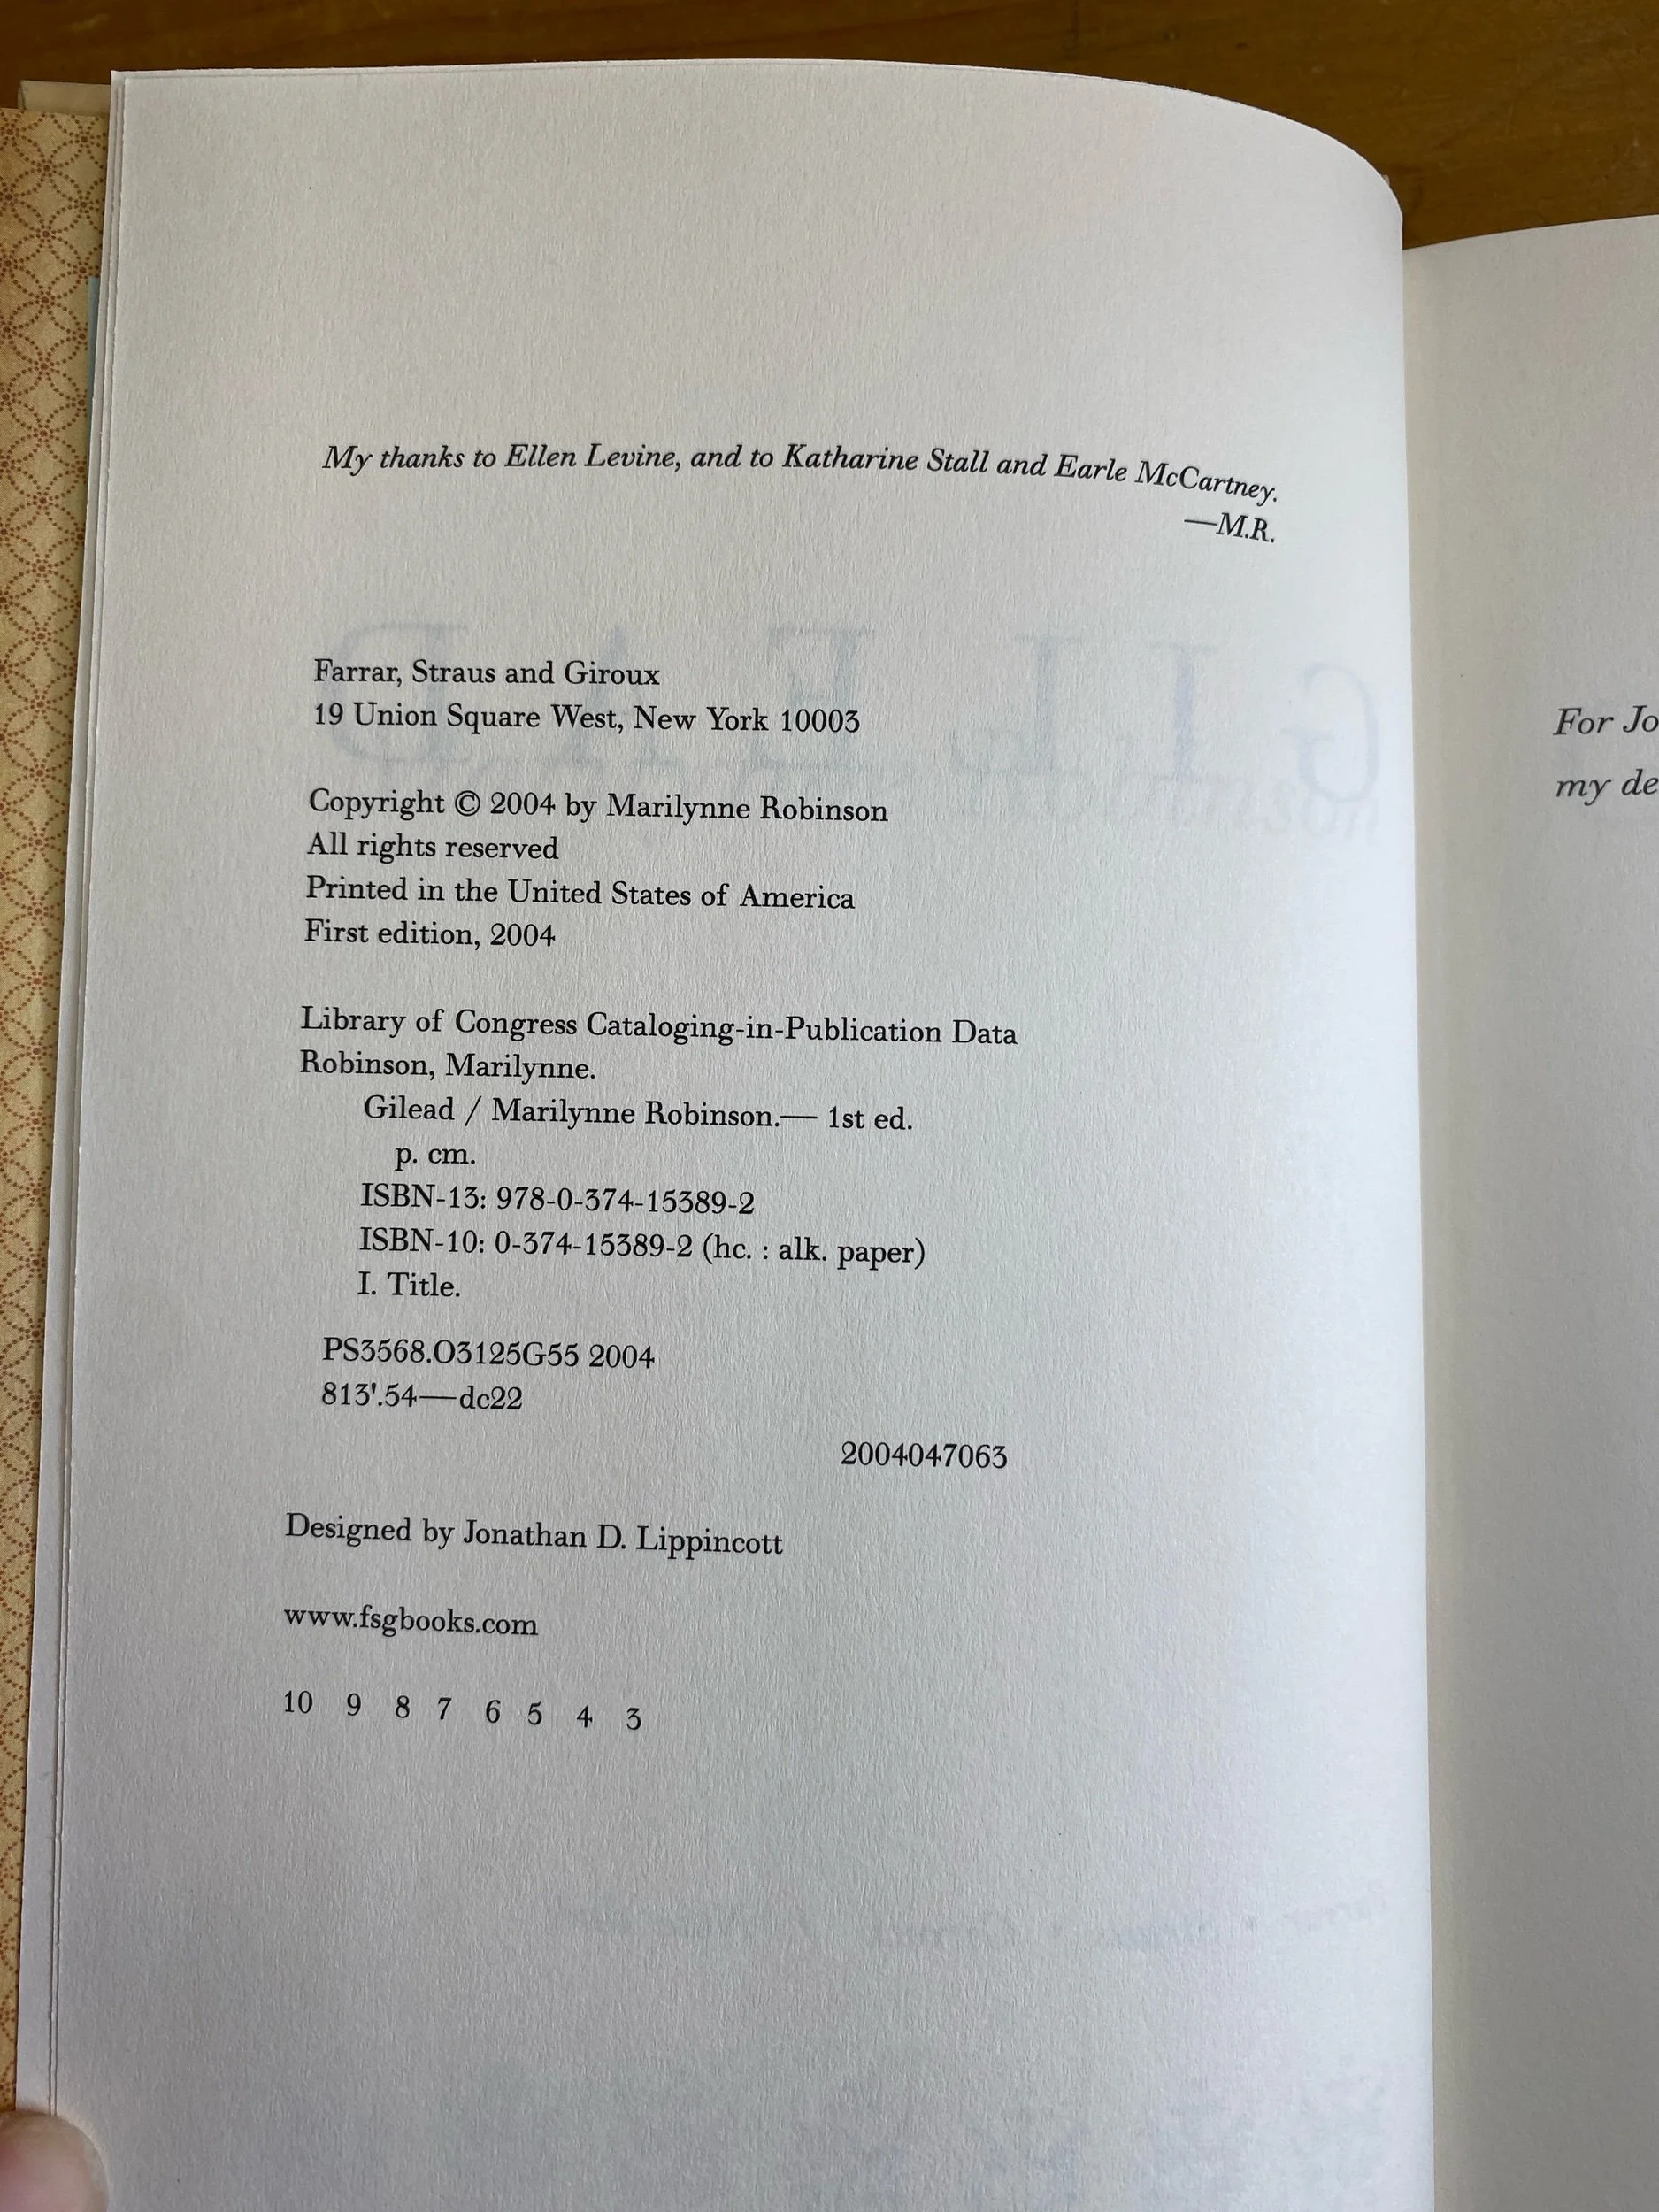 My thanks to Ellen Levine, and to Katharine Stall and Earle McCartney.
—M.R.
Farrar, Straus and Giroux
19 Union Square West, New York 10003
Copyright © 2004 by Marilynne Robinson
All rights reserved
Printed in the United States of America
First edition, 2004
Library of Congress Cataloging-in-Publication Data
Robinson, Marilynne.
Gilead / Marilynne Robinson.— 1st ed.
p. cm.
ISBN-13: 978-0-374-15389-2
ISBN-10: 0-374-15389-2 (hc. : alk. paper)
I. Title.
PS3568.O3125G55 2004
813'.54—dc22
2004047063
Designed by Jonathan D. Lippincott
www.fsgbooks.com
10 9 8 7 6 5 4 3
For Jo
my de
GILEAD